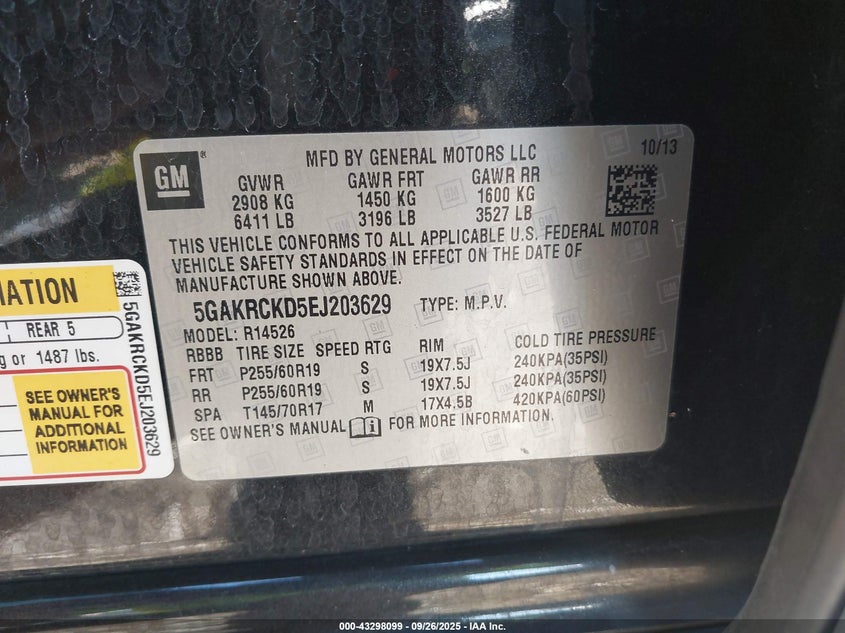 GM
MFD BY GENERAL MOTORS LLC
10/13
GVWR GAWR FRT GAWR RR
2908 KG 1450 KG 1600 KG
6411 LB 3196 LB 3527 LB
THIS VEHICLE CONFORMS TO ALL APPLICABLE U.S. FEDERAL MOTOR
VEHICLE SAFETY STANDARDS IN EFFECT ON THE DATE OF
MANUFACTURE SHOWN ABOVE.
5GAKRCKD5EJ203629 TYPE: M.P.V.
MODEL: R14526
RBBB TIRE SIZE SPEED RTG RIM COLD TIRE PRESSURE
FRT P255/60R19 S 19X7.5J 240KPA(35PSI)
RR P255/60R19 S 19X7.5J 240KPA(35PSI)
SPA T145/70R17 M 17X4.5B 420KPA(60PSI)
SEE OWNER'S MANUAL FOR MORE INFORMATION.
MATION
REAR 5
g or 1487 lbs.
SEE OWNER'S
MANUAL FOR
ADDITIONAL
INFORMATION
5GAKRCKD5EJ203629
000-43298099 - 09/26/2025 - IAA Inc.